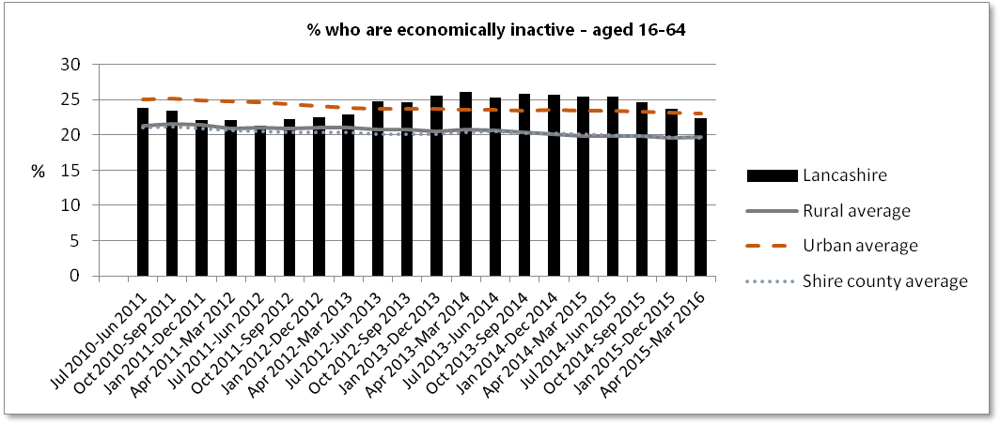 % who are economically inactive - aged 16-64
30
25
20
15
10
5
0
%
Jul 2010-Jun 2011
Oct 2010-Sep 2011
Jan 2011-Dec 2011
Apr 2011-Mar 2012
Jul 2011-Jun 2012
Oct 2011-Sep 2012
Jan 2012-Dec 2012
Apr 2012-Mar 2013
Jul 2012-Jun 2013
Oct 2012-Sep 2013
Jan 2013-Dec 2013
Apr 2013-Mar 2014
Jul 2013-Jun 2014
Oct 2013-Sep 2014
Jan 2014-Dec 2014
Apr 2014-Mar 2015
Jul 2014-Jun 2015
Oct 2014-Sep 2015
Jan 2015-Dec 2015
Apr 2015-Mar 2016
Lancashire
Rural average
Urban average
Shire county average